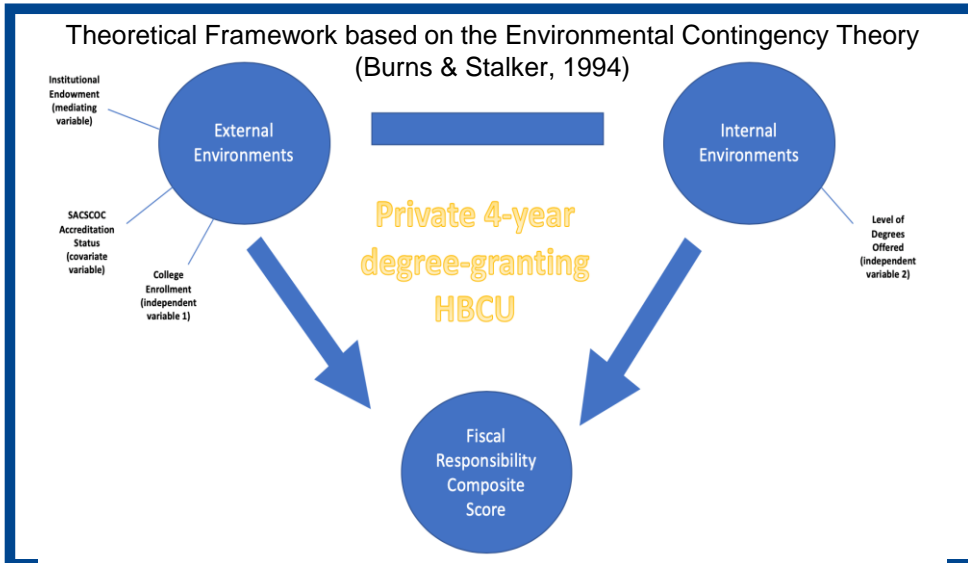 Theoretical Framework based on the Environmental Contingency Theory
(Burns & Stalker, 1994)
Institutional
Endowment
(mediating
variable)
External
Environments
Internal
Environments
SACSCOC
Accreditation
Status
(covariate
variable)
College
Enrollment
(independent
variable 1)
Private 4-year
degree-granting
HBCU
Level of
Degrees
Offered
(independent
variable 2)
Fiscal
Responsibility
Composite
Score